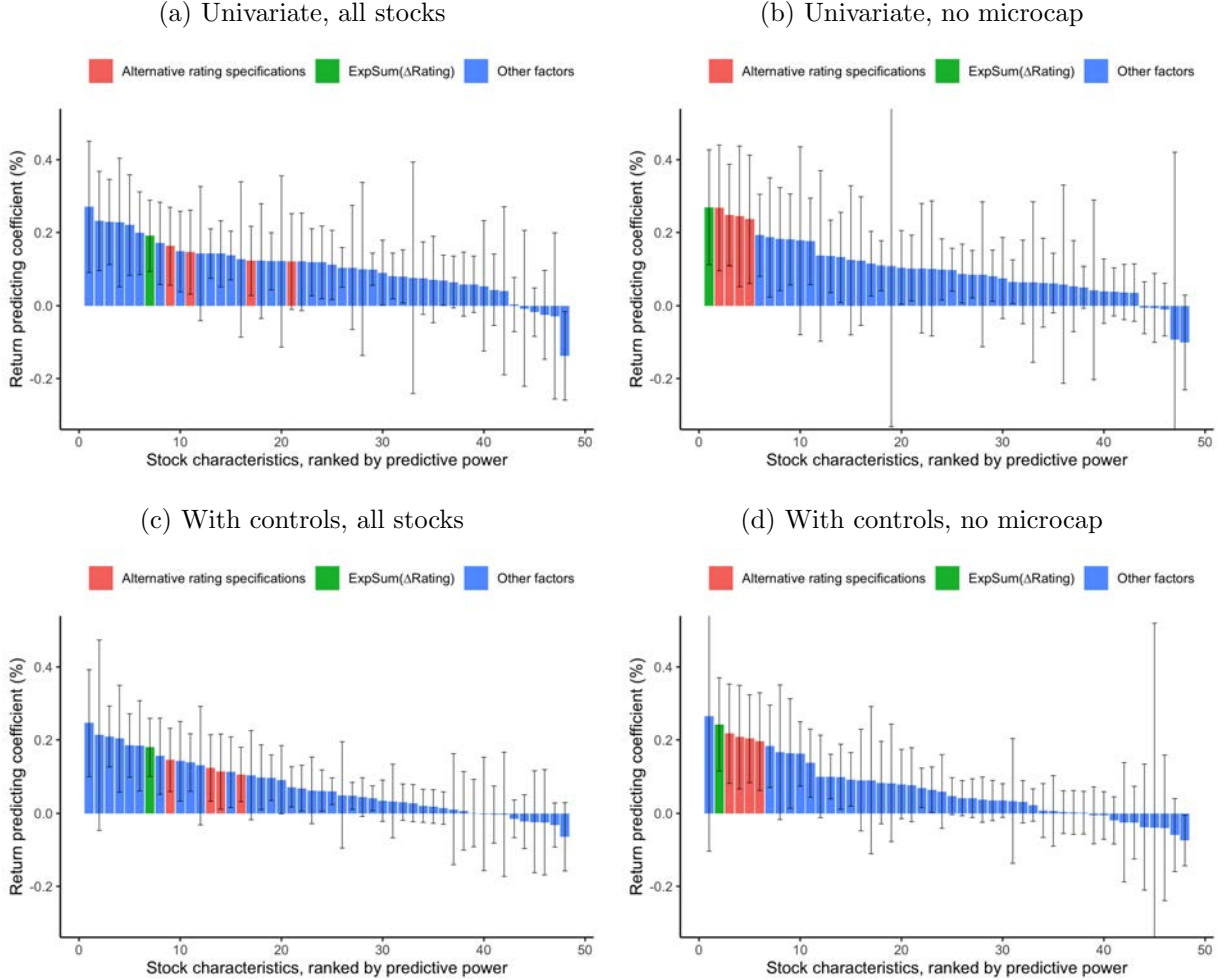 (a) Univariate, all stocks
(b) Univariate, no microcap
Alternative rating specifications ExpSum(ΔRating) Other factors
Alternative rating specifications ExpSum(ΔRating) Other factors
Return predicting coefficient (%)
0.4
0.2
0.0
-0.2
0 10 20 30 40 50
Stock characteristics, ranked by predictive power
Return predicting coefficient (%)
0.4
0.2
0.0
-0.2
0 10 20 30 40 50
Stock characteristics, ranked by predictive power
(c) With controls, all stocks
(d) With controls, no microcap
Alternative rating specifications ExpSum(ΔRating) Other factors
Alternative rating specifications ExpSum(ΔRating) Other factors
Return predicting coefficient (%)
0.4
0.2
0.0
-0.2
0 10 20 30 40 50
Stock characteristics, ranked by predictive power
Return predicting coefficient (%)
0.4
0.2
0.0
-0.2
0 10 20 30 40 50
Stock characteristics, ranked by predictive power